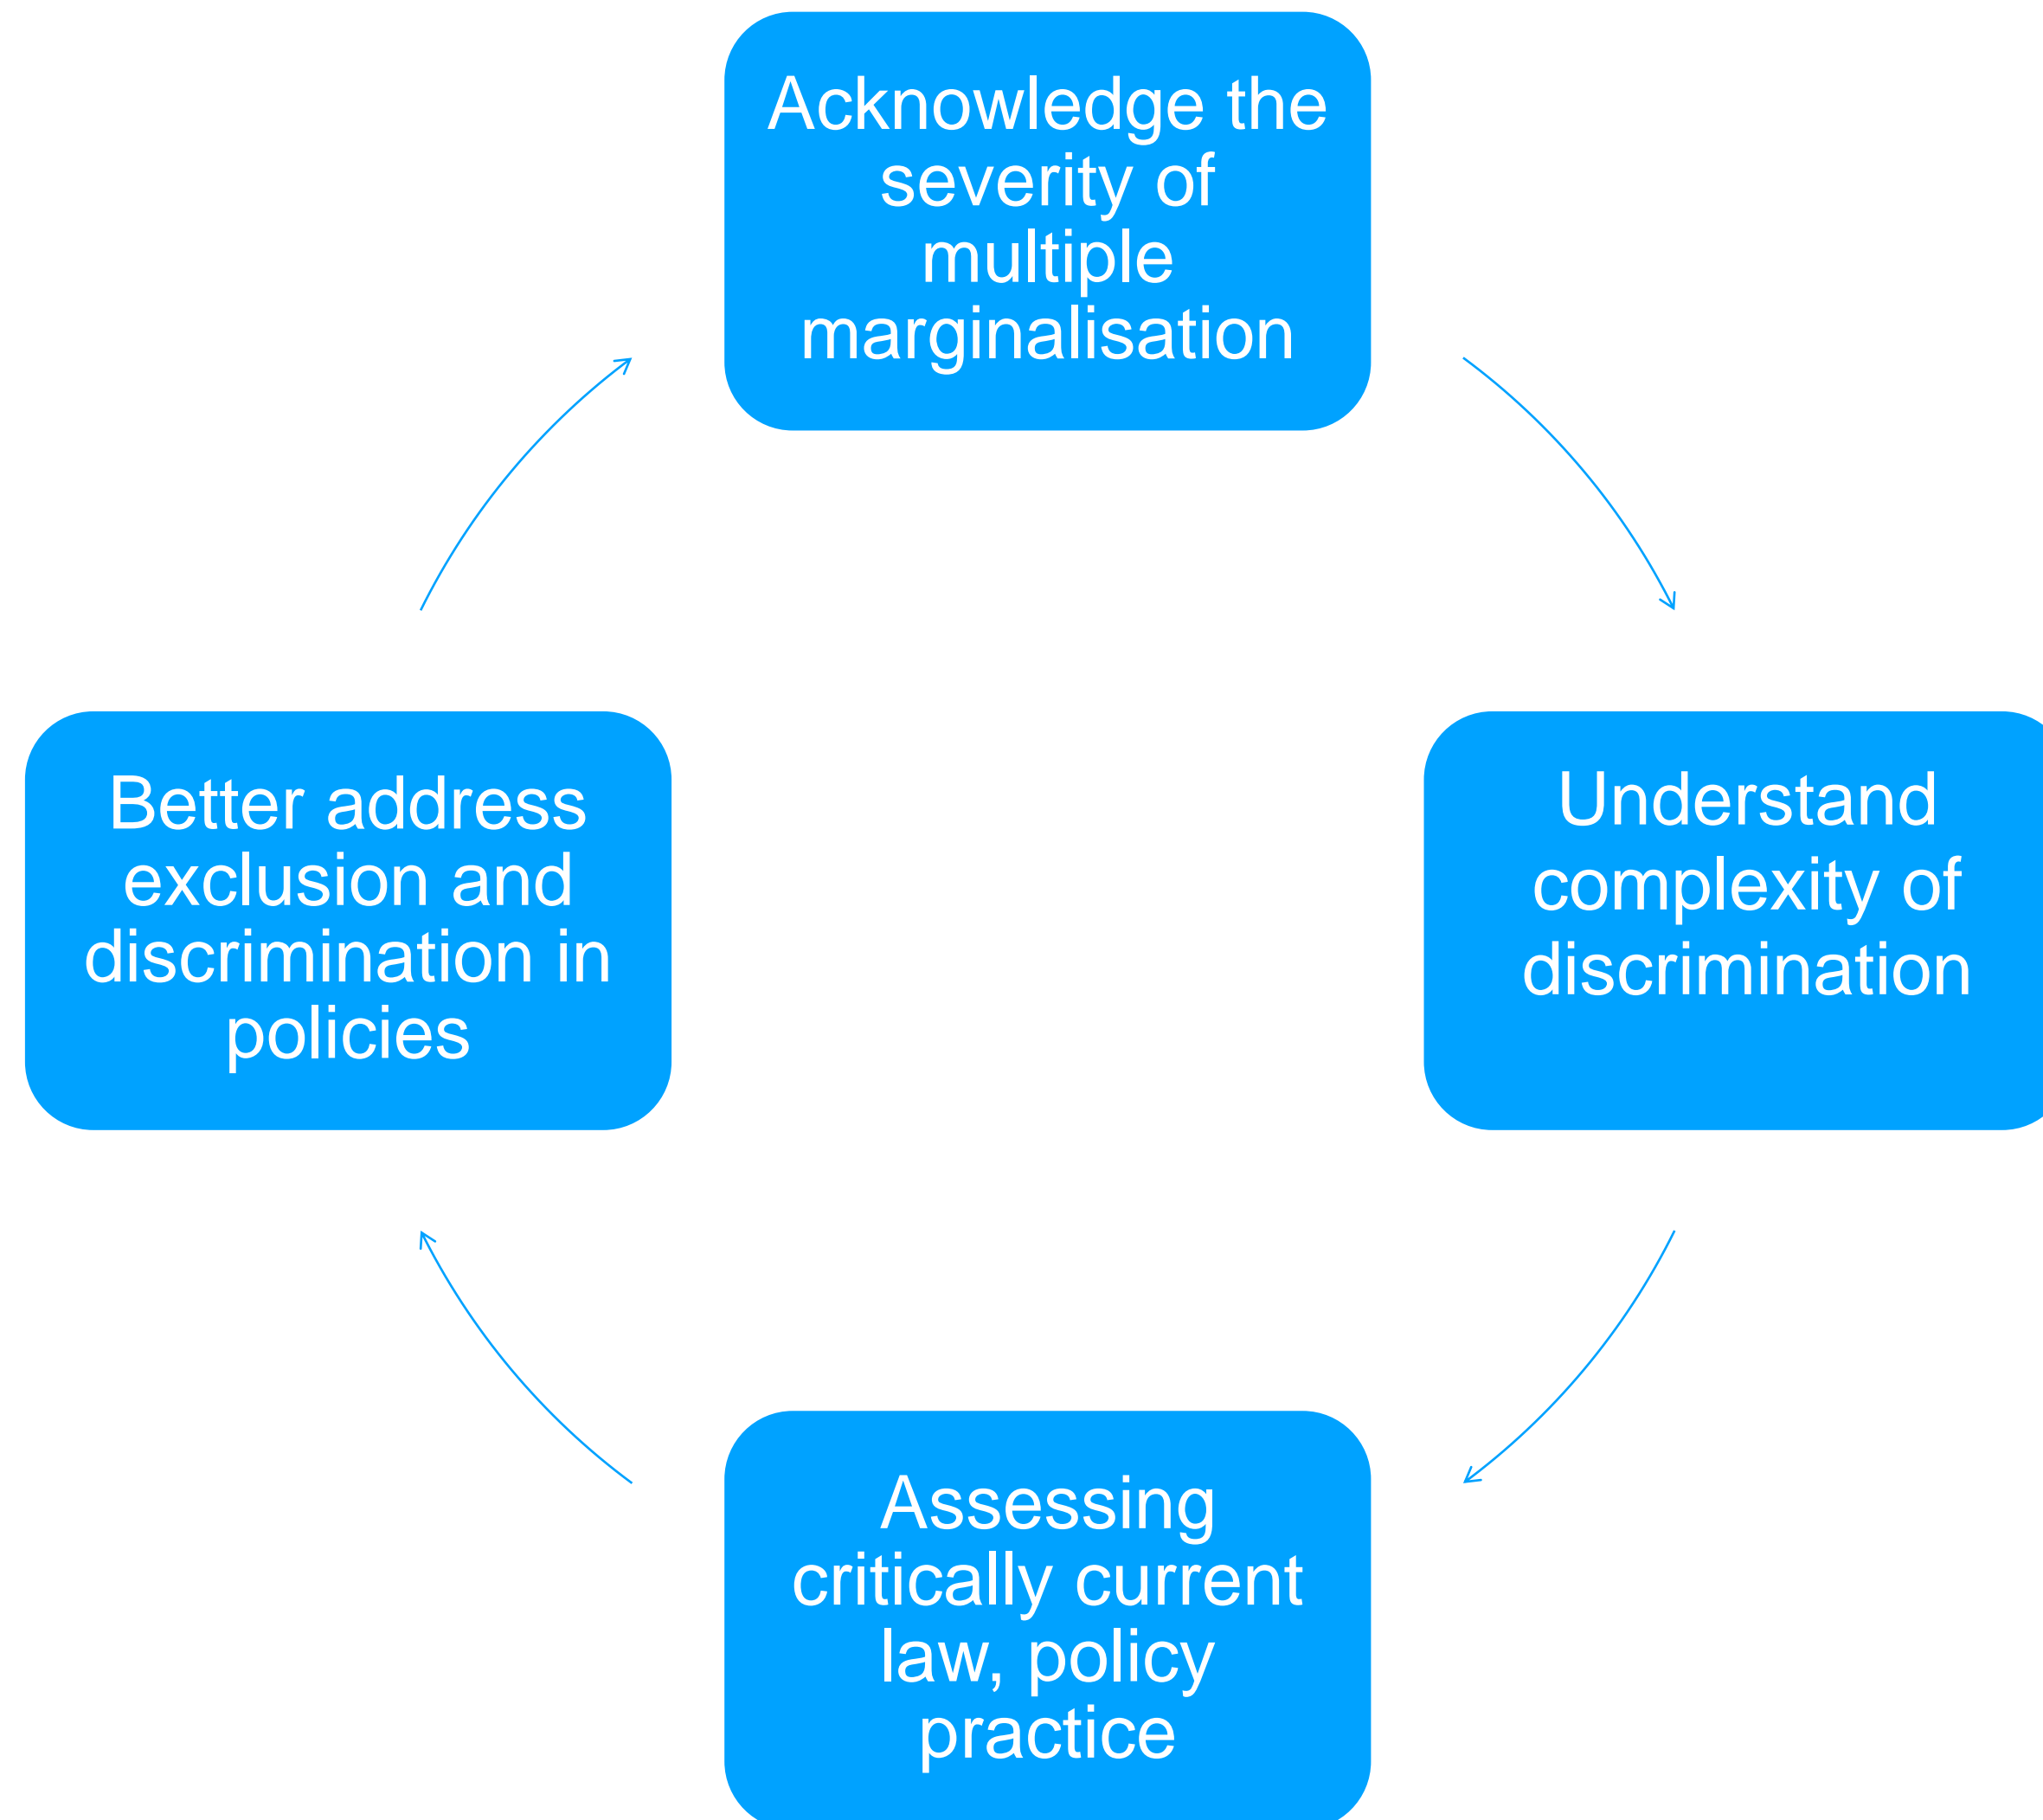 Acknowledge the
severity of
multiple
marginalisation
Understand
complexity of
discrimination
Assessing
critically current
law, policy
practice
Better address
exclusion and
discrimination in
policies